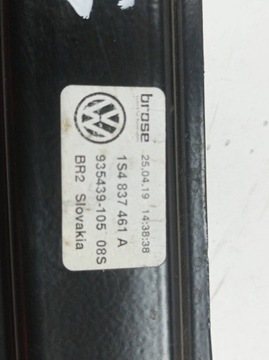 brose
25.04.19 14:38:38
1S4 837 461 A
935439-105 08S
BR2 Slovakia